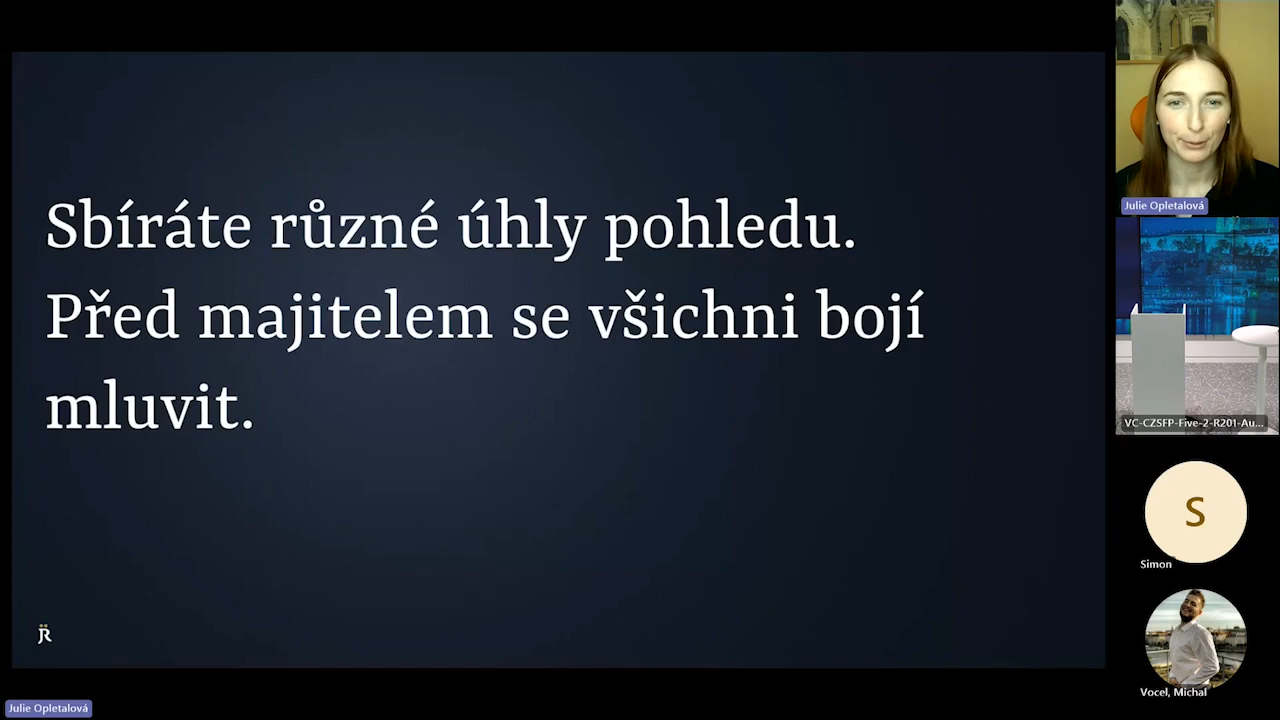 Sbíráte různé úhly pohledu.
Před majitelem se všichni bojí
mluvit.
JR
Julie Opletalová
Julie Opletalová
VC-CZSFP-Five-2-R201-Au...
S
Simon
Vocel, Michal